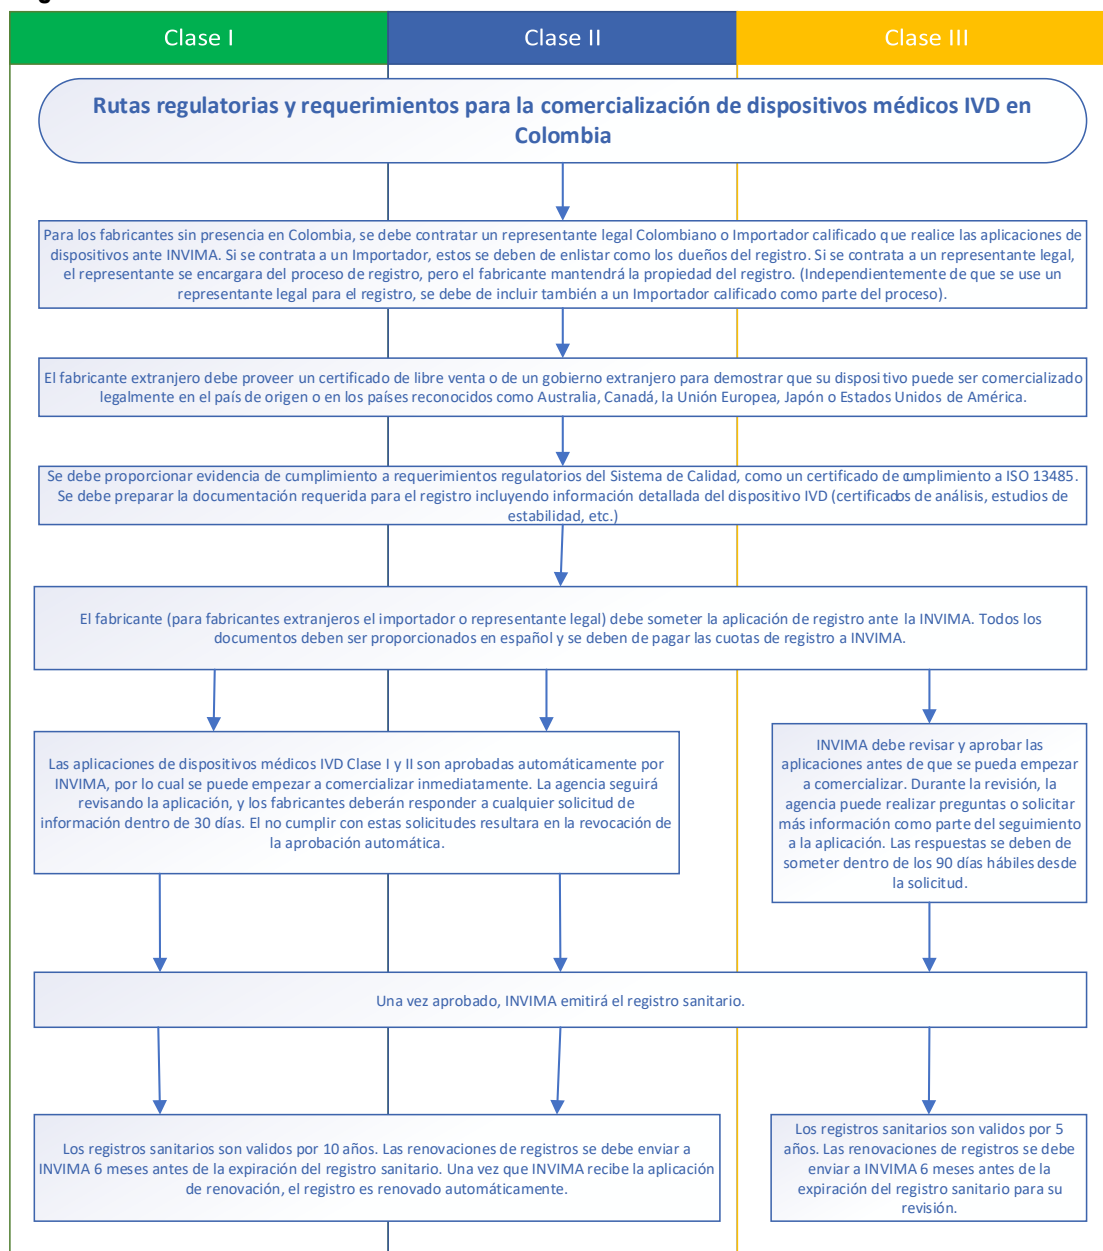 Clase I
Clase II
Clase III
Rutas regulatorias y requerimientos para la comercialización de dispositivos médicos IVD en
Colombia
Para los fabricantes sin presencia en Colombia, se debe contratar un representante legal Colombiano o Importador calificado que realice las aplicaciones de
dispositivos ante INVIMA. Si se contrata a un Importador, estos se deben de enlistar como los dueños del registro. Si se contrata a un representante legal,
el representante se encargara del proceso de registro, pero el fabricante mantendrá la propiedad del registro. (Independientemente de que se use un
representante legal para el registro, se debe de incluir también a un Importador calificado como parte del proceso).
El fabricante extranjero debe proveer un certificado de libre venta o de un gobierno extranjero para demostrar que su dispositivo puede ser comercializado
legalmente en el país de origen o en los países reconocidos como Australia, Canadá, la Unión Europea, Japón o Estados Unidos de América.
Se debe proporcionar evidencia de cumplimiento a requerimientos regulatorios del Sistema de Calidad, como un certificado de cumplimiento a ISO 13485.
Se debe preparar la documentación requerida para el registro incluyendo información detallada del dispositivo IVD (certificados de análisis, estudios de
estabilidad, etc.)
El fabricante (para fabricantes extranjeros el importador o representante legal) debe someter la aplicación de registro ante la INVIMA. Todos los
documentos deben ser proporcionados en español y se deben de pagar las cuotas de registro a INVIMA.
Las aplicaciones de dispositivos médicos IVD Clase I y II son aprobadas automáticamente por
INVIMA, por lo cual se puede empezar a comercializar inmediatamente. La agencia seguirá
revisando la aplicación, y los fabricantes deberán responder a cualquier solicitud de
información dentro de 30 días. El no cumplir con estas solicitudes resultara en la revocación de
la aprobación automática.
INVIMA debe revisar y aprobar las
aplicaciones antes de que se pueda empezar
a comercializar. Durante la revisión, la
agencia puede realizar preguntas o solicitar
más información como parte del seguimiento
a la aplicación. Las respuestas se deben de
someter dentro de los 90 días hábiles desde
la solicitud.
Una vez aprobado, INVIMA emitirá el registro sanitario.
Los registros sanitarios son validos por 10 años. Las renovaciones de registros se debe enviar a
INVIMA 6 meses antes de la expiración del registro sanitario. Una vez que INVIMA recibe la aplicación
de renovación, el registro es renovado automáticamente.
Los registros sanitarios son validos por 5
años. Las renovaciones de registros se debe
enviar a INVIMA 6 meses antes de la
expiración del registro sanitario para su
revisión.